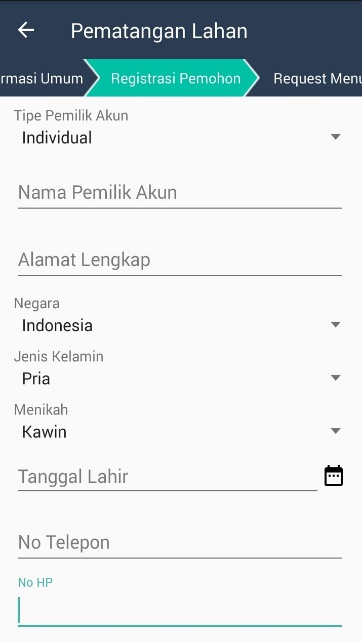 Pematangan Lahan
rmasi Umum
Registrasi Pemohon
Request Menu
Tipe Pemilik Akun
Individual
Nama Pemilik Akun
Alamat Lengkap
Negara
Indonesia
Jenis Kelamin
Pria
Menikah
Kawin
Tanggal Lahir
No Telepon
No HP